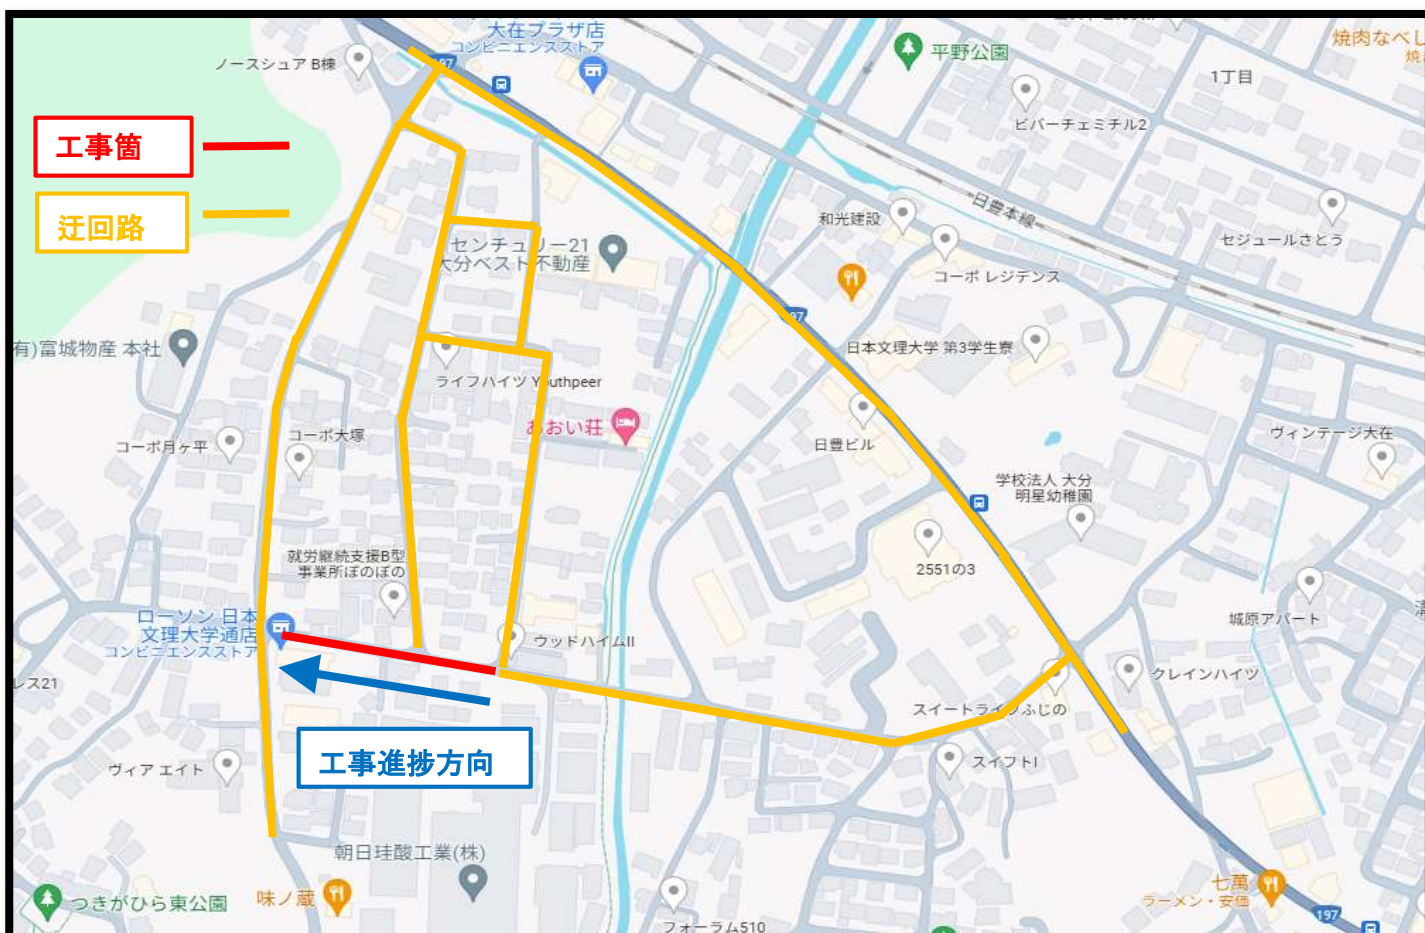 大在プラザ店
コンビニエンスストア
ノースシュア B棟
197
平野公園
焼肉なべし
1丁目
ビバーチェミチル2
工事箇
迂回路
日豊本線
和光建設
セジュールさとう
センチュリー21
大分ベスト不動産
コーポ レジデンス
有)富城物産 本社
97
日本文理大学 第3学生寮
ライフハイツ Youthpeer
あおい荘
コーポ大塚
コーポ月ヶ平
日豊ビル
ヴィンテージ大在
学校法人 大分
明星幼稚園
就労継続支援B型
事業所ぽのぽの
2551の3
ローソン 日本
文理大学通店
コンビニエンスストア
ウッドハイムII
城原アパート
レス21
クレインハイツ
スイートライフふじの
工事進捗方向
ヴィア エイト
スイフトI
朝日珪酸工業(株)
つきがひら東公園
味ノ蔵
七萬
ラーメン・安価
197
フォーラム510